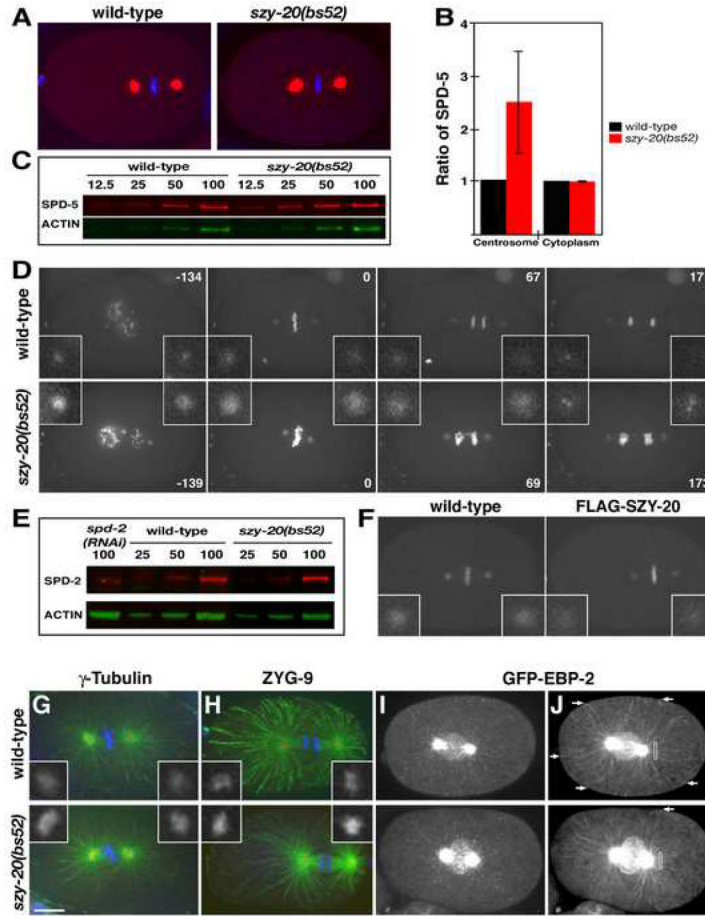 A
wild-type szy-20(bs52)
B
Ratio of SPD-5
4
3
2
1
0
Centrosome Cytoplasm
wild-type
szy-20(bs52)
C
wild-type szy-20(bs52)
12.5 25 50 100 12.5 25 50 100
SPD-5
ACTIN
D
wild-type
-134 0 67 17
szy-20(bs52)
-139 0 69 173
E
spd-2 (RNAi) wild-type szy-20(bs52)
100 25 50 100 25 50 100
SPD-2
ACTIN
F
wild-type FLAG-SZY-20
γ-Tubulin ZYG-9 GFP-EBP-2
G H I J
wild-type
szy-20(bs52)